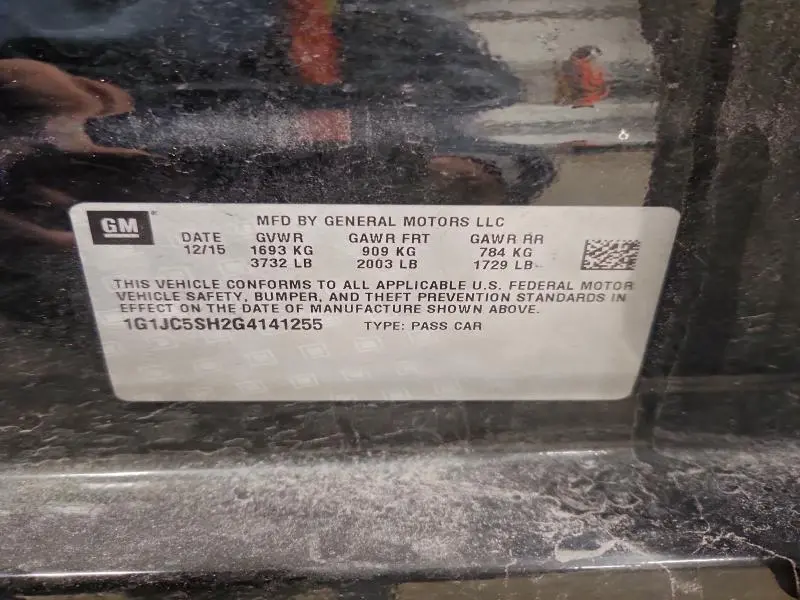 GM
MFD BY GENERAL MOTORS LLC
DATE GVWR GAWR FRT GAWR RR
12/15 1693 KG 909 KG 784 KG
3732 LB 2003 LB 1729 LB
THIS VEHICLE CONFORMS TO ALL APPLICABLE U.S. FEDERAL MOTOR
VEHICLE SAFETY, BUMPER, AND THEFT PREVENTION STANDARDS IN
EFFECT ON THE DATE OF MANUFACTURE SHOWN ABOVE.
1G1JC5SH2G4141255 TYPE: PASS CAR